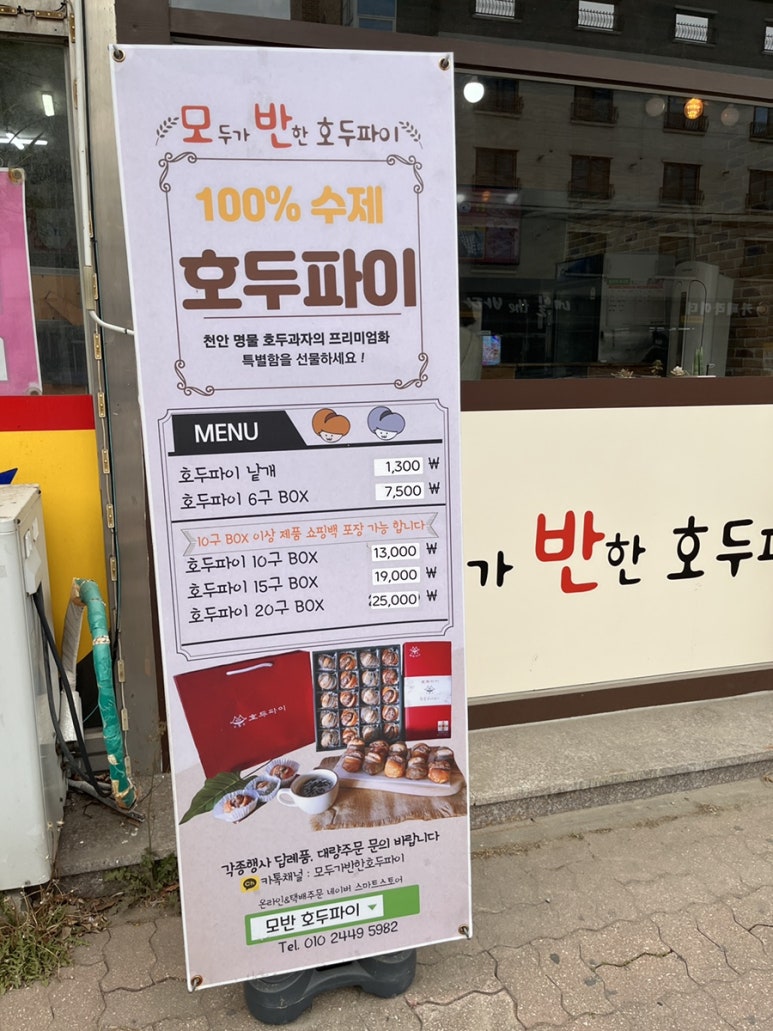 모두가 반한 호두파이
100% 수제
호두파이
천안 명물 호두과자의 프리미엄화
특별함을 선물하세요 !
MENU
호두파이 낱개 1,300 ₩
호두파이 6구 BOX 7,500 ₩
10구 BOX 이상 제품 쇼핑백 포장 가능 합니다
호두파이 10구 BOX 13,000 ₩
호두파이 15구 BOX 19,000 ₩
호두파이 20구 BOX 25,000 ₩
호두파이
각종행사 답례품, 대량주문 문의 바랍니다
카톡채널 : 모두가반한호두파이
온라인&택배주문 네이버 스마트스토어
모반 호두파이
Tel. 010 2449 5982
가 반한 호두파